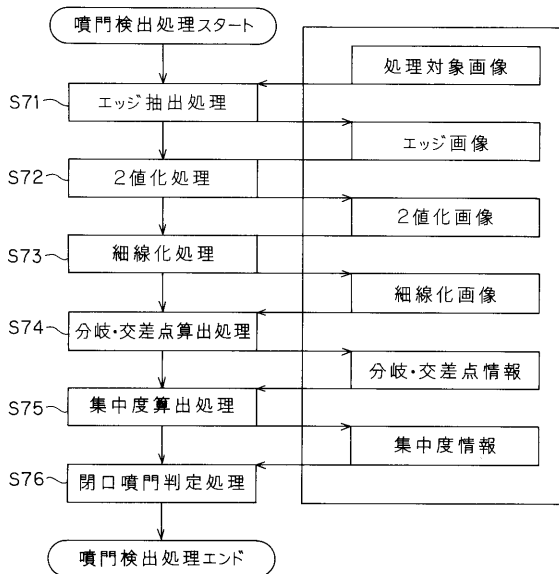 噴門検出処理スタート
処理対象画像
S71
エッジ抽出処理
エッジ画像
S72
2値化処理
2値化画像
S73
細線化処理
細線化画像
S74
分岐・交差点算出処理
分岐・交差点情報
S75
集中度算出処理
集中度情報
S76
閉口噴門判定処理
噴門検出処理エンド